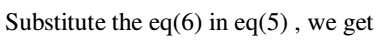 Substitute the eq(6) in eq(5) , we get